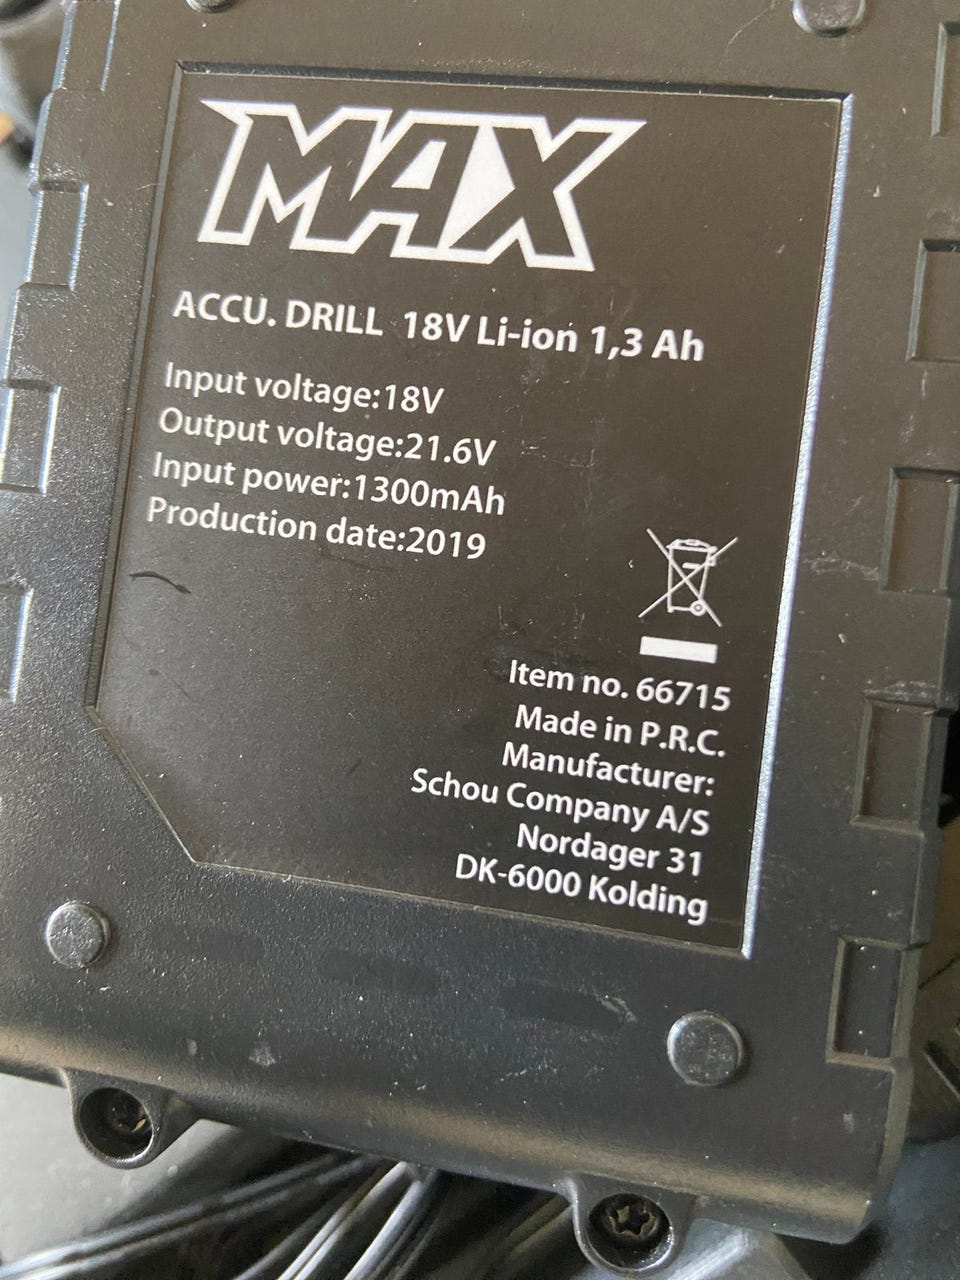 MAX
ACCU. DRILL 18V Li-ion 1,3 Ah
Input voltage:18V
Output voltage:21.6V
Input power:1300mAh
Production date:2019
Item no. 66715
Made in P.R.C.
Manufacturer:
Schou Company A/S
Nordager 31
DK-6000 Kolding